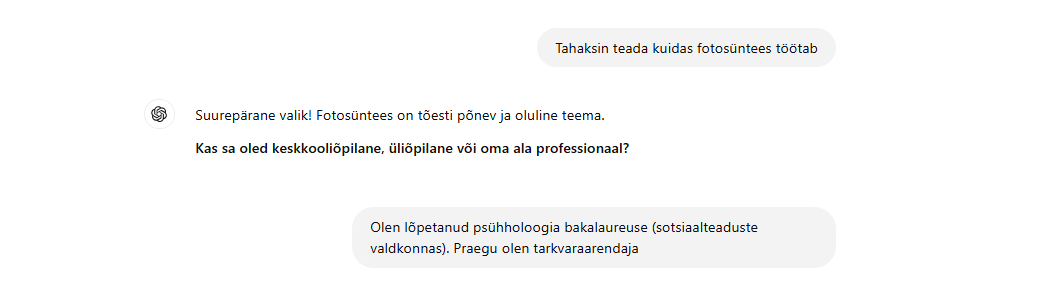 Tahaksin teada kuidas fotosüntees töötab
Suurepärane valik! Fotosüntees on tõesti põnev ja oluline teema.
Kas sa oled keskkooliõpilane, üliõpilane või oma ala professionaal?
Olen lõpetanud psühholoogia bakalaureuse (sotsiaalteaduste
valdkonnas). Praegu olen tarkvaraarendaja